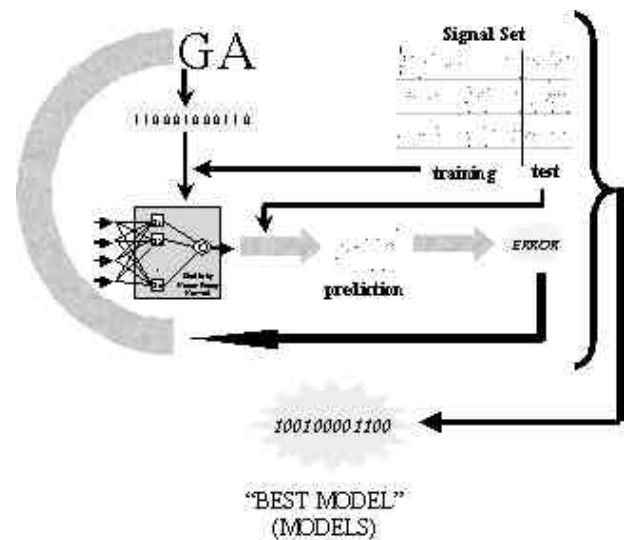 GA
Signal Set
110001000110
training test
ERROR
prediction
100100001100
“BEST MODEL”
(MODELS)